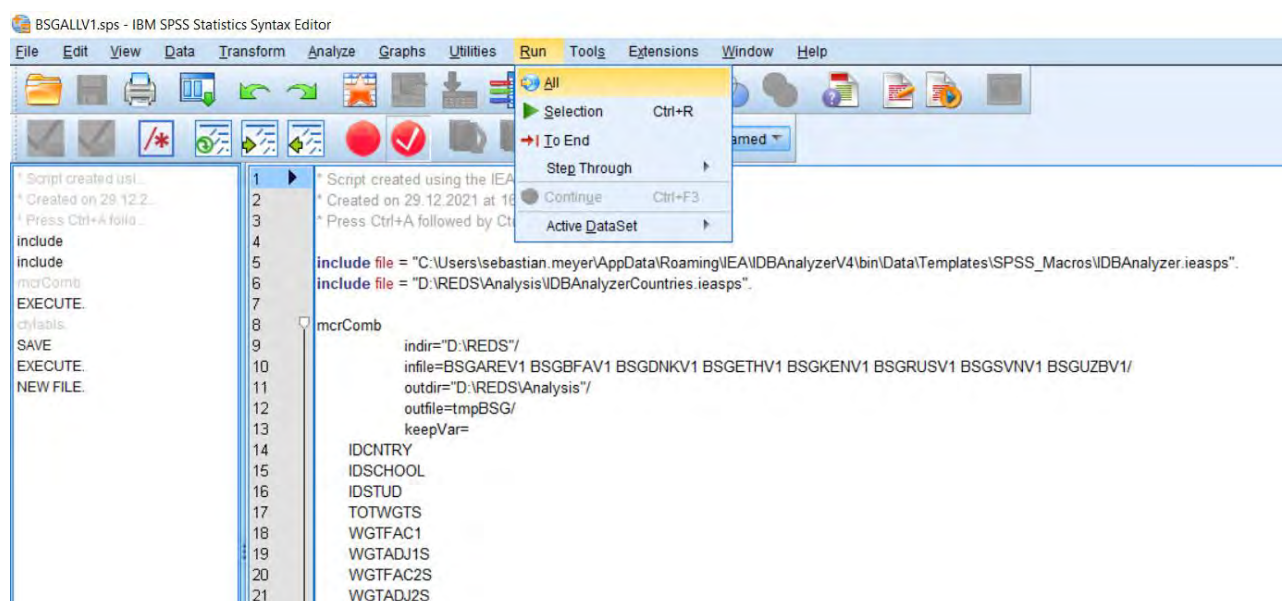 BSGALLV1.sps - IBM SPSS Statistics Syntax Editor
File Edit View Data Transform Analyze Graphs Utilities Run Tools Extensions Window Help
All
Selection Ctrl+R
To End
Step Through
Continue Ctrl+F3
Active DataSet
amed
* Script created usi...
* Created on 29.12.2...
* Press Ctrl+A follo...
include
include
mcrComb
EXECUTE.
ctylabls.
SAVE
EXECUTE.
NEW FILE.
1 * Script created using the IEA
2 * Created on 29.12.2021 at 16
3 * Press Ctrl+A followed by Ct
4
5 include file = "C:\Users\sebastian.meyer\AppData\Roaming\IEA\IDBAnalyzerV4\bin\Data\Templates\SPSS_Macros\IDBAnalyzer.ieasps".
6 include file = "D:\REDS\Analysis\IDBAnalyzerCountries.ieasps".
7
8 mcrComb
9 indir="D:\REDS"/
10 infile=BSGAREV1 BSGBFAV1 BSGDNKV1 BSGETHV1 BSGKENV1 BSGRUSV1 BSGSVNV1 BSGUZBV1/
11 outdir="D:\REDS\Analysis"/
12 outfile=tmpBSG/
13 keepVar=
14 IDCNTRY
15 IDSCHOOL
16 IDSTUD
17 TOTWGTS
18 WGTFAC1
19 WGTADJ1S
20 WGTFAC2S
21 WGTADJ2S